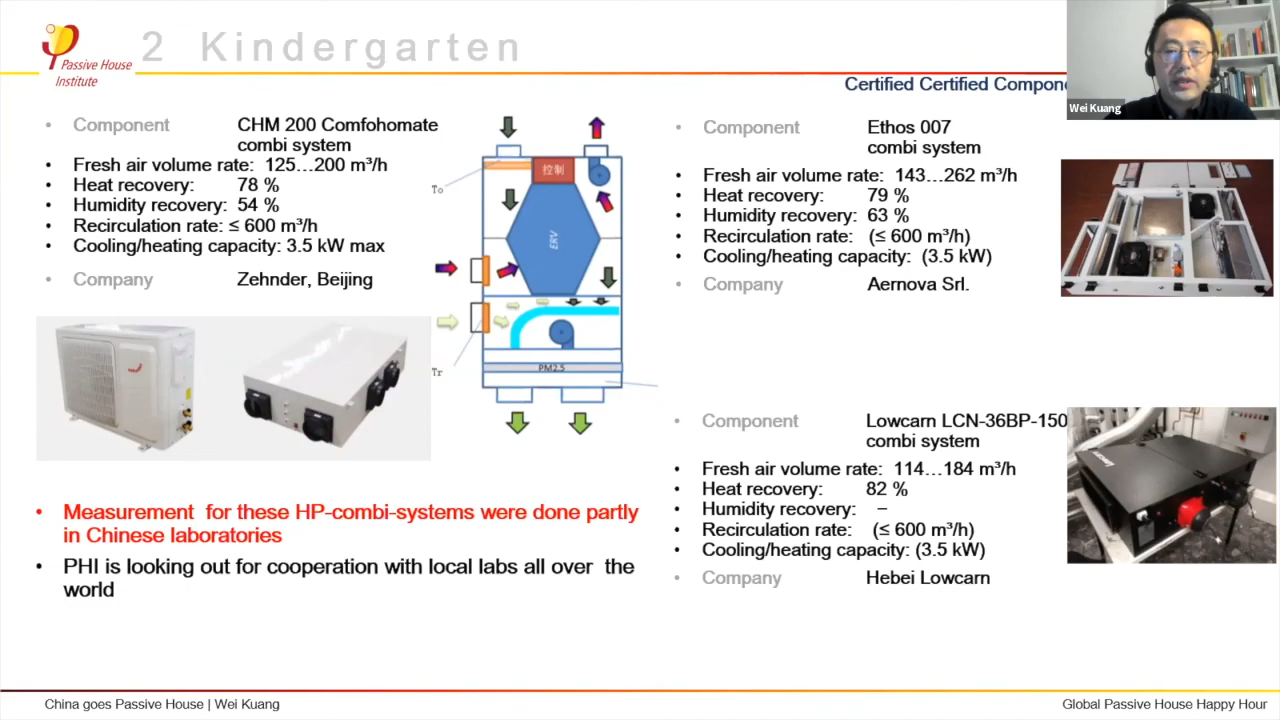 Passive House
Institute
2 Kindergarten
Certified Certified Compone
Wei Kuang
• Component CHM 200 Comfohomate
combi system
• Fresh air volume rate: 125…200 m³/h
• Heat recovery: 78 %
• Humidity recovery: 54 %
• Recirculation rate: ≤ 600 m³/h
• Cooling/heating capacity: 3.5 kW max
• Company Zehnder, Beijing
控制
To
ERV
Tr
PM2.5
• Measurement for these HP-combi-systems were done partly
in Chinese laboratories
• PHI is looking out for cooperation with local labs all over the
world
• Component Ethos 007
combi system
• Fresh air volume rate: 143…262 m³/h
• Heat recovery: 79 %
• Humidity recovery: 63 %
• Recirculation rate: (≤ 600 m³/h)
• Cooling/heating capacity: (3.5 kW)
• Company Aernova Srl.
• Component Lowcarn LCN-36BP-150
combi system
• Fresh air volume rate: 114…184 m³/h
• Heat recovery: 82 %
• Humidity recovery: –
• Recirculation rate: (≤ 600 m³/h)
• Cooling/heating capacity: (3.5 kW)
• Company Hebei Lowcarn
Lowcarn
China goes Passive House | Wei Kuang
Global Passive House Happy Hour